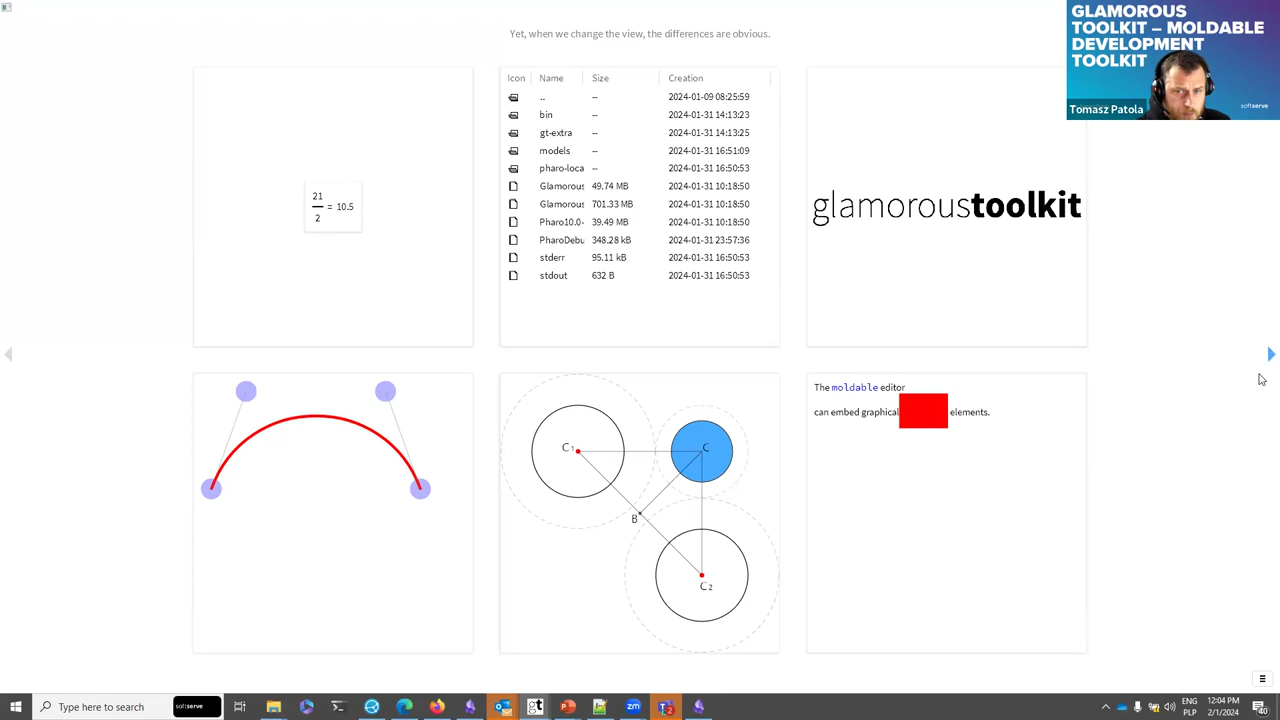 Yet, when we change the view, the differences are obvious.
GLAMOROUS
TOOLKIT – MOLDABLE
DEVELOPMENT
TOOLKIT
Tomasz Patola
softserve
21
2
= 10.5
Icon Name Size Creation
.. -- 2024-01-09 08:25:59
bin -- 2024-01-31 14:13:23
gt-extra -- 2024-01-31 14:13:25
models -- 2024-01-31 16:51:09
pharo-loca -- 2024-01-31 16:50:53
Glamorous 49.74 MB 2024-01-31 10:18:50
Glamorous 701.33 MB 2024-01-31 10:18:50
Pharo10.0- 39.49 MB 2024-01-31 10:18:50
PharoDebu 348.28 kB 2024-01-31 23:57:36
stderr 95.11 kB 2024-01-31 16:50:53
stdout 632 B 2024-01-31 16:50:53
glamoroustoolkit
C 1
C
B
C 2
The moldable editor
can embed graphical elements.
Type here to search
softserve
gt
zm
ENG
PLP
12:04 PM
2/1/2024
40